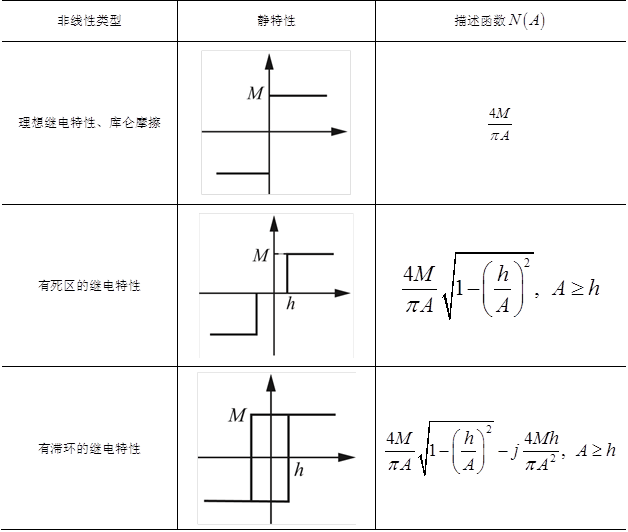 非线性类型 静特性 描述函数 N(A)
理想继电特性、库仑摩擦 M 4M/πA
有死区的继电特性 M h 4M/πA √(1−(h/A)²), A≥h
有滞环的继电特性 M h 4M/πA √(1−(h/A)²) −j 4Mh/πA², A≥h